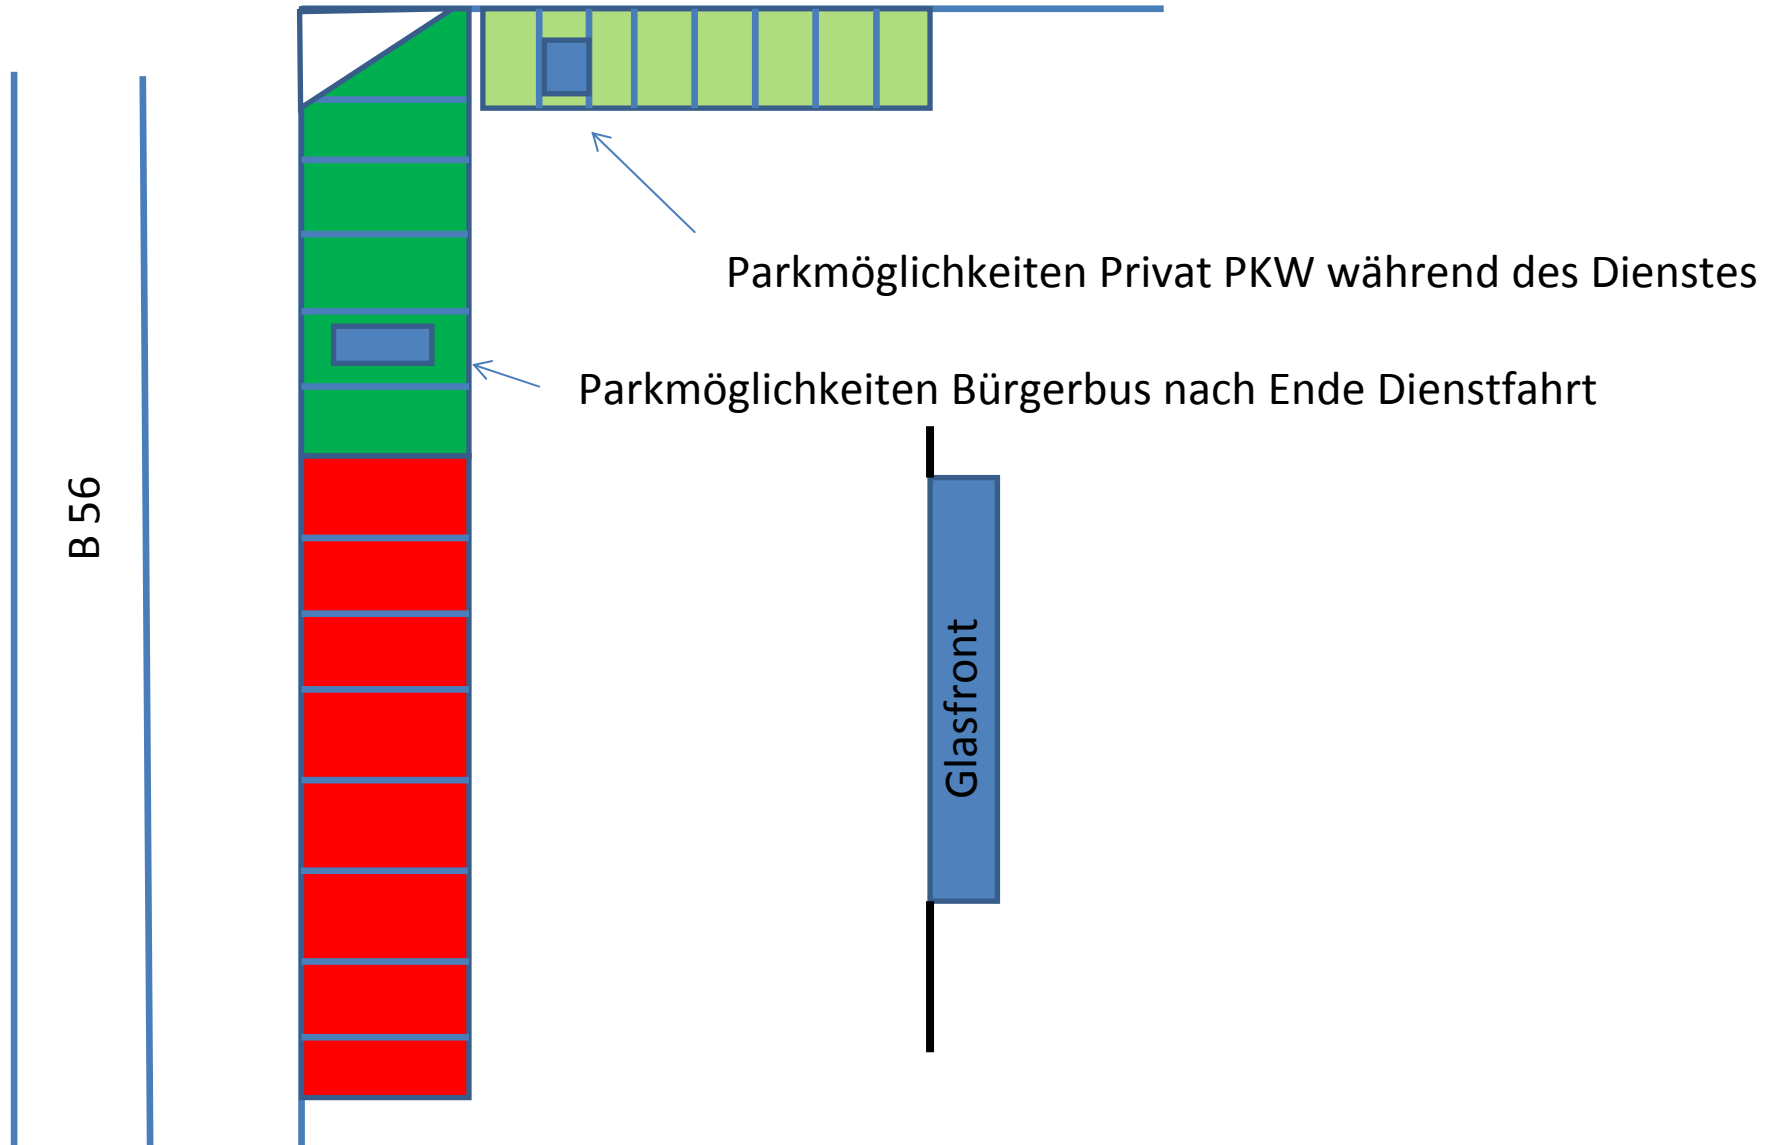 Parkmöglichkeiten Privat PKW während des Dienstes
Parkmöglichkeiten Bürgerbus nach Ende Dienstfahrt
B 56
Glasfront